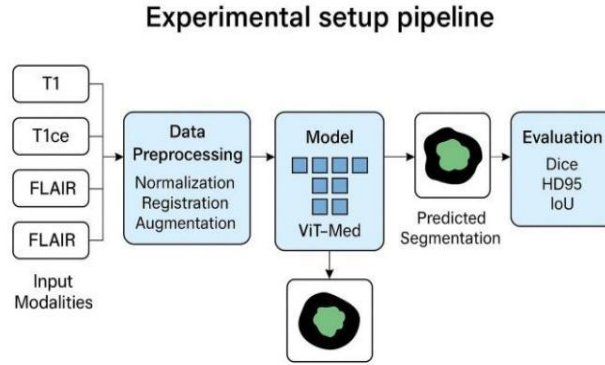 Experimental setup pipeline
T1
T1ce
FLAIR
FLAIR
Input
Modalities
Data
Preprocessing
Normalization
Registration
Augmentation
Model
ViT-Med
Predicted
Segmentation
Evaluation
Dice
HD95
IoU